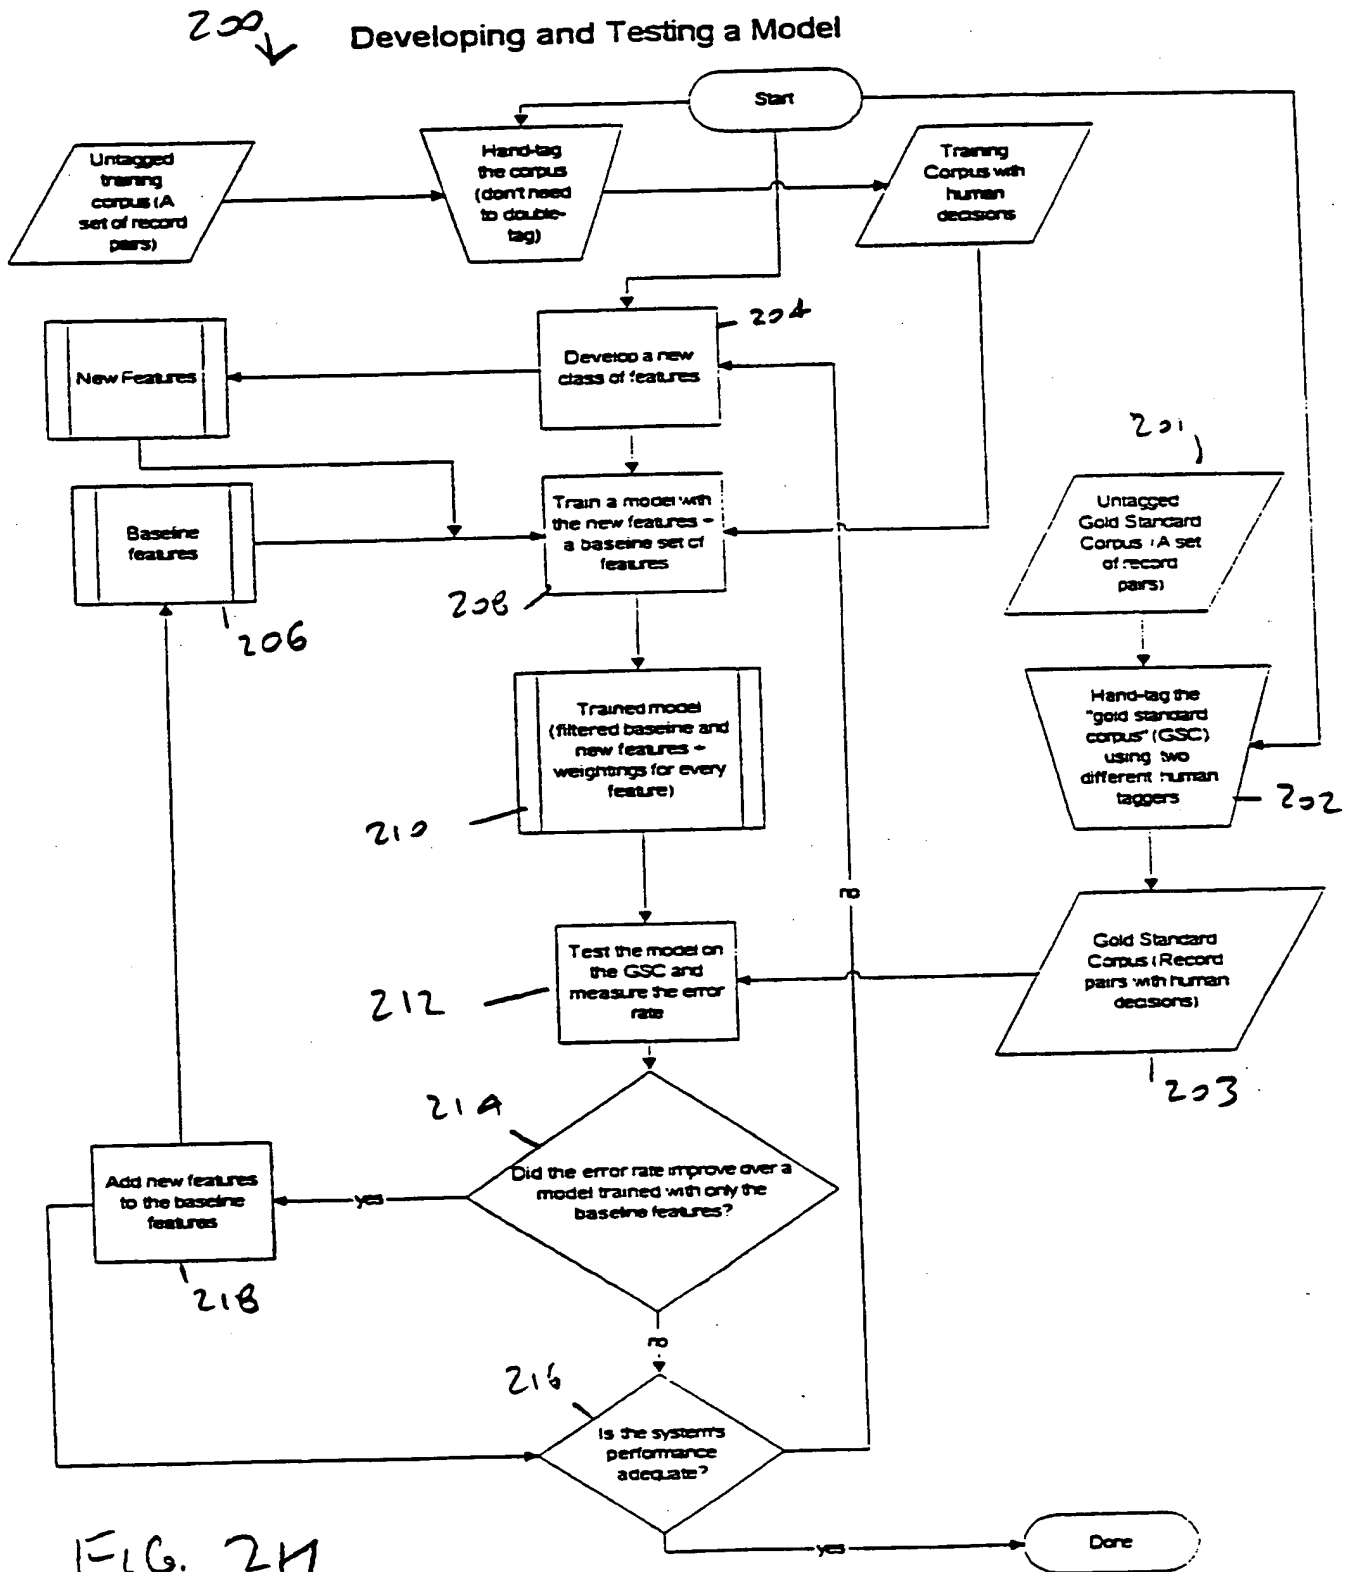 200
Developing and Testing a Model
Start
Untagged
training
corpus (A
set of record
pairs)
Hand-tag
the corpus
(don't need
to double-
tag)
Training
Corpus with
human
decisions
204
New Features
Develop a new
class of features
201
Baseline
features
206
Train a model with
the new features +
a baseline set of
features
208
Untagged
Gold Standard
Corpus (A set
of record
pairs)
Trained model
(filtered baseline and
new features +
weightings for every
feature)
210
Hand-tag the
"gold standard
corpus" (GSC)
using two
different human
taggers
202
no
Test the model on
the GSC and
measure the error
rate
212
Gold Standard
Corpus (Record
pairs with human
decisions)
203
214
Did the error rate improve over a
model trained with only the
baseline features?
yes
Add new features
to the baseline
features
218
no
216
Is the system's
performance
adequate?
yes
Done
FIG. 2H